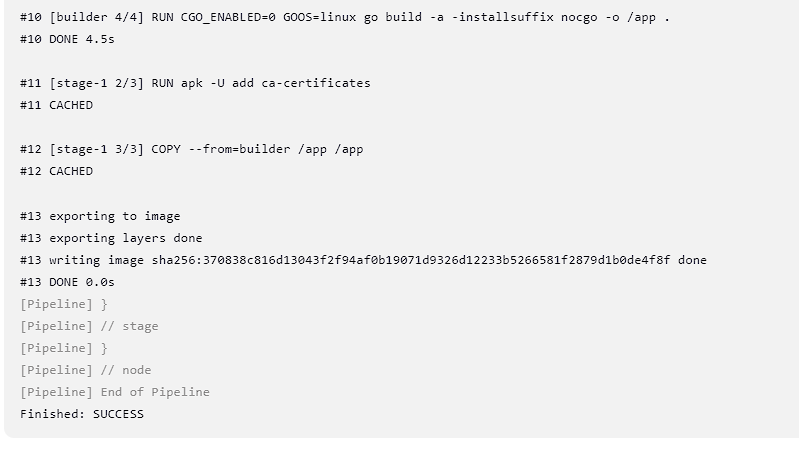 #10 [builder 4/4] RUN CGO_ENABLED=0 GOOS=linux go build -a -installsuffix nocgo -o /app .
#10 DONE 4.5s
#11 [stage-1 2/3] RUN apk -U add ca-certificates
#11 CACHED
#12 [stage-1 3/3] COPY --from=builder /app /app
#12 CACHED
#13 exporting to image
#13 exporting layers done
#13 writing image sha256:370838c816d13043f2f94af0b19071d9326d12233b5266581f2879d1b0de4f8f done
#13 DONE 0.0s
[Pipeline] }
[Pipeline] // stage
[Pipeline] }
[Pipeline] // node
[Pipeline] End of Pipeline
Finished: SUCCESS